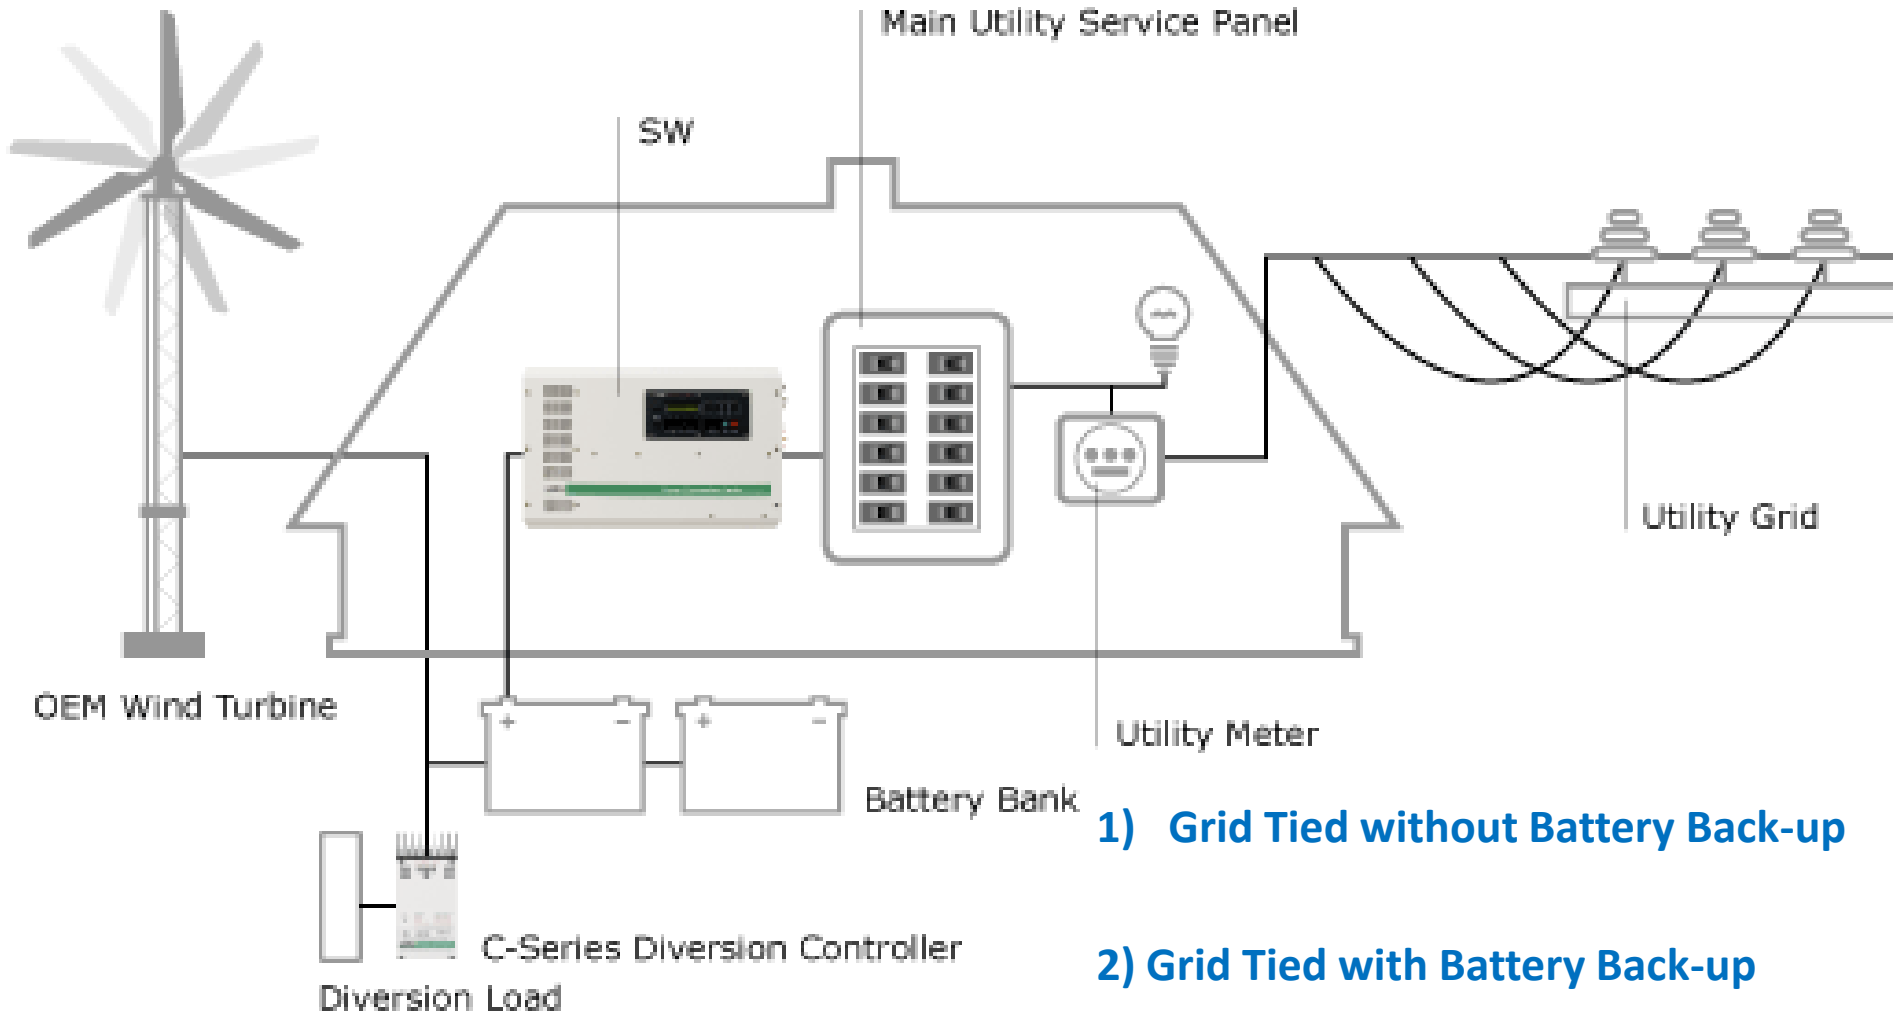 Main Utility Service Panel
SW
Utility Grid
OEM Wind Turbine
+ − + −
Utility Meter
Battery Bank
1) Grid Tied without Battery Back-up
C-Series Diversion Controller
2) Grid Tied with Battery Back-up
Diversion Load